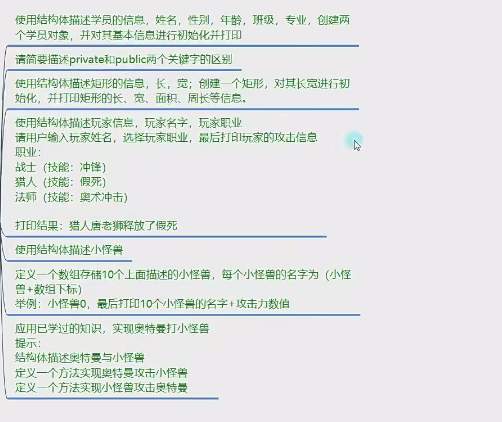 使用结构体描述学员的信息，姓名，性别，年龄，班级，专业，创建两
个学员对象，并对其基本信息进行初始化并打印
请简要描述private和public两个关键字的区别
使用结构体描述矩形的信息，长，宽；创建一个矩形，对其长宽进行初
始化，并打印矩形的长、宽、面积、周长等信息。
使用结构体描述玩家信息，玩家名字，玩家职业
请用户输入玩家姓名，选择玩家职业，最后打印玩家的攻击信息
职业：
战士（技能：冲锋）
猎人（技能：假死）
法师（技能：奥术冲击）
打印结果：猎人唐老狮释放了假死
使用结构体描述小怪兽
定义一个数组存储10个上面描述的小怪兽，每个小怪兽的名字为（小怪
兽+数组下标）
举例：小怪兽0，最后打印10个小怪兽的名字+攻击力数值
应用已学过的知识，实现奥特曼打小怪兽
提示：
结构体描述奥特曼与小怪兽
定义一个方法实现奥特曼攻击小怪兽
定义一个方法实现小怪兽攻击奥特曼